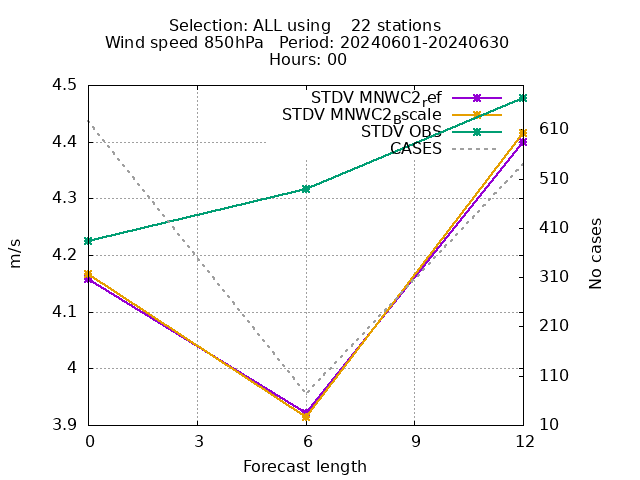 Selection: ALL using 22 stations
Wind speed 850hPa Period: 20240601-20240630
Hours: 00
STDV MNWC2_ref
STDV MNWC2_Bscale
STDV OBS
CASES
4.5
4.4
4.3
4.2
4.1
4
3.9
610
510
410
310
210
110
10
m/s
No cases
0 3 6 9 12
Forecast length